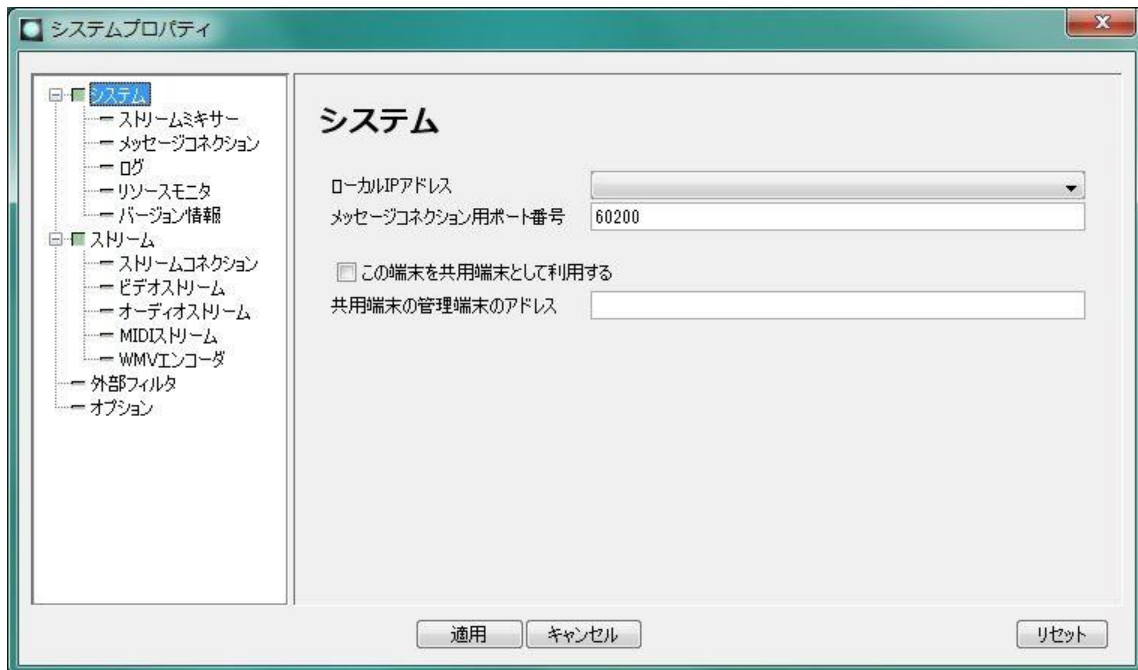 システムプロパティ
システム
ストリームミキサー
メッセージコネクション
ログ
リソースモニタ
バージョン情報
ストリーム
ストリームコネクション
ビデオストリーム
オーディオストリーム
MIDIストリーム
WMVエンコーダ
外部フィルタ
オプション
システム
ローカルIPアドレス
メッセージコネクション用ポート番号 60200
この端末を共用端末として利用する
共用端末の管理端末のアドレス
適用 キャンセル リセット